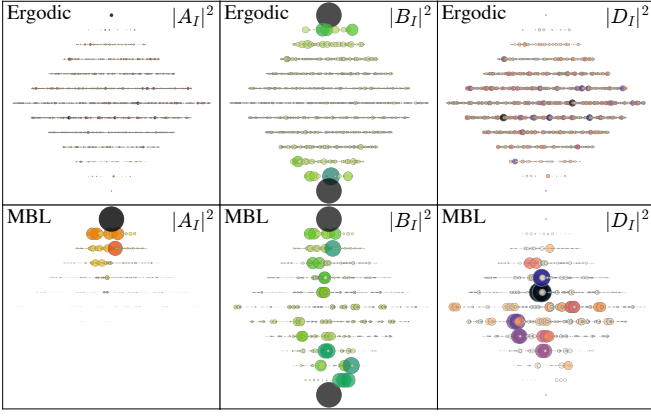 Ergodic |A_I|^2
Ergodic |B_I|^2
Ergodic |D_I|^2
MBL |A_I|^2
MBL |B_I|^2
MBL |D_I|^2